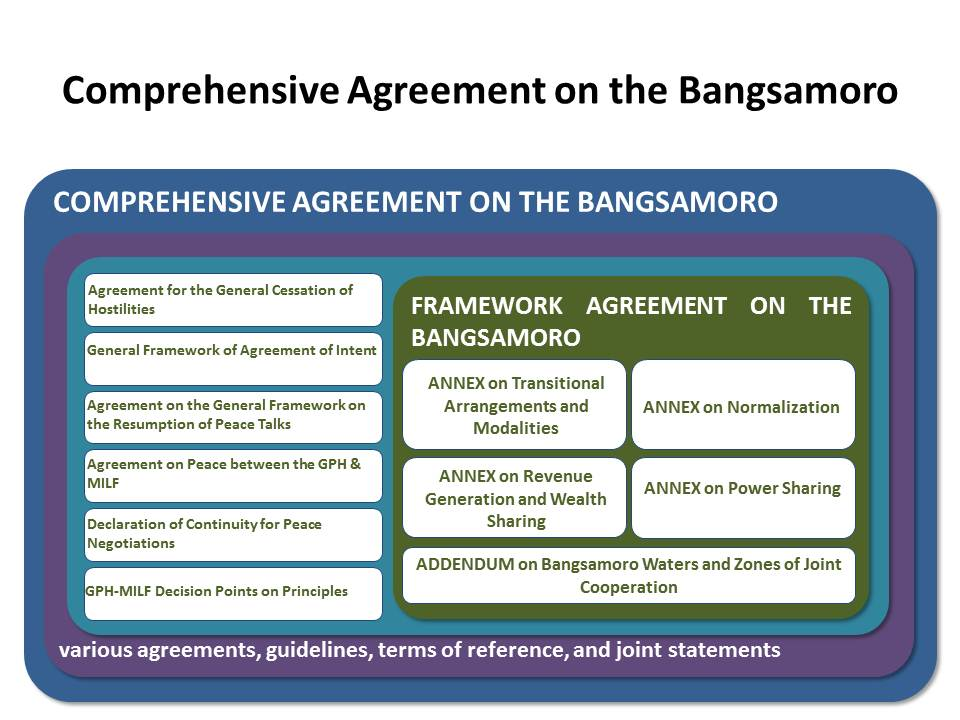 Comprehensive Agreement on the Bangsamoro
COMPREHENSIVE AGREEMENT ON THE BANGSAMORO
Agreement for the General Cessation of
Hostilities
General Framework of Agreement of Intent
Agreement on the General Framework on
the Resumption of Peace Talks
Agreement on Peace between the GPH &
MILF
Declaration of Continuity for Peace
Negotiations
GPH-MILF Decision Points on Principles
FRAMEWORK AGREEMENT ON THE
BANGSAMORO
ANNEX on Transitional
Arrangements and
Modalities
ANNEX on Normalization
ANNEX on Revenue
Generation and Wealth
Sharing
ANNEX on Power Sharing
ADDENDUM on Bangsamoro Waters and Zones of Joint
Cooperation
various agreements, guidelines, terms of reference, and joint statements